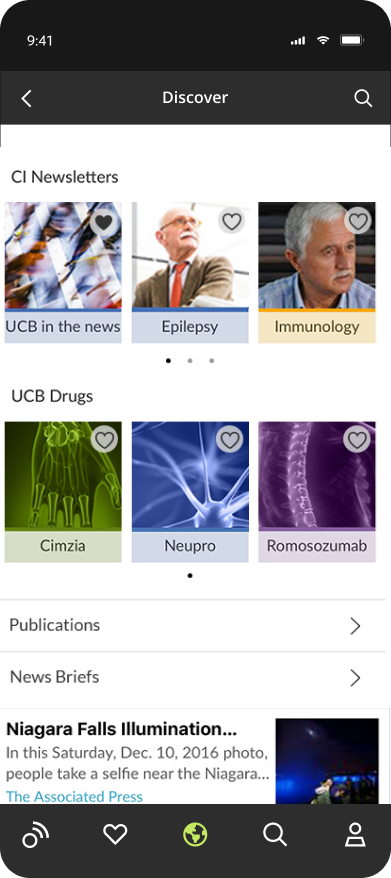 9:41
Discover
CI Newsletters
UCB in the news
Epilepsy
Immunology
UCB Drugs
Cimzia
Neupro
Romosozumab
Publications
News Briefs
Niagara Falls Illumination...
In this Saturday, Dec. 10, 2016 photo,
people take a selfie near the Niagara...
The Associated Press